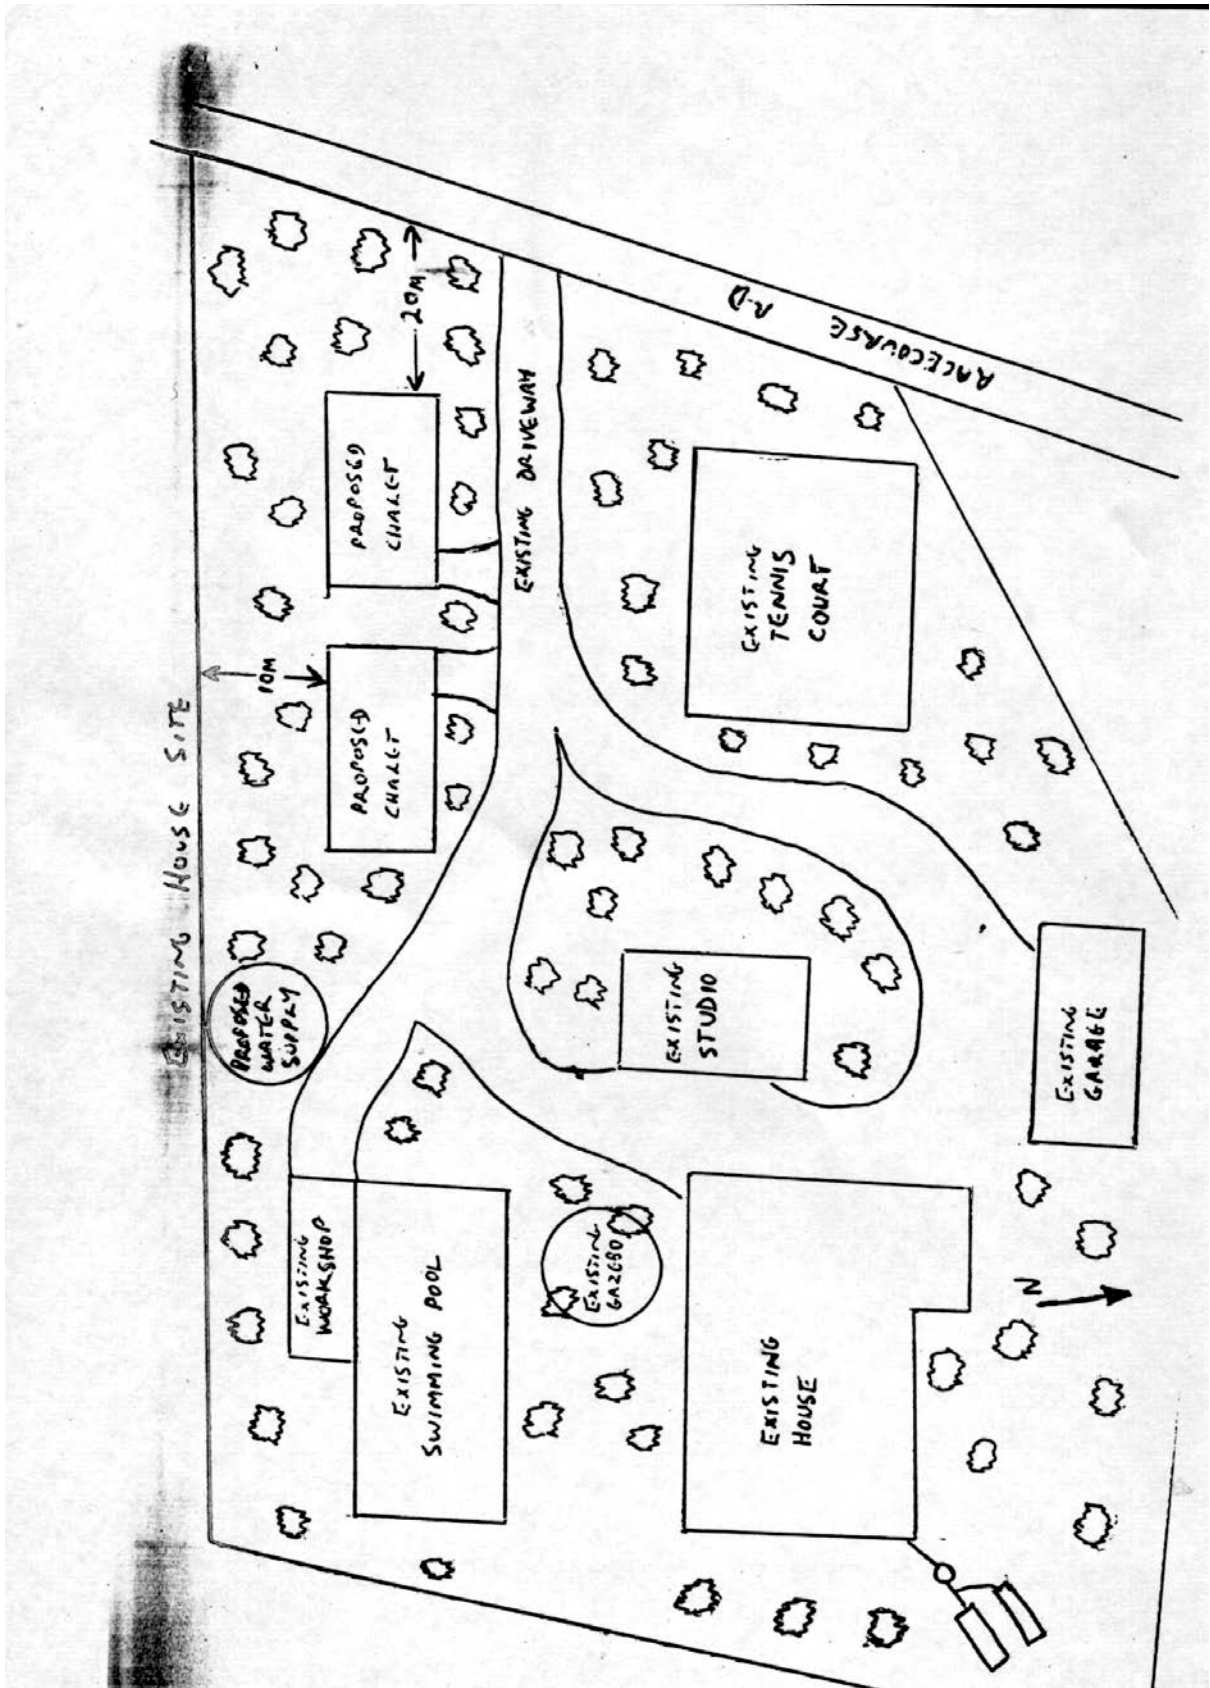 EXISTING HOUSE SITE
RACECOURSE RD
20M
EXISTING DRIVEWAY
PROPOSED
CHALET
PROPOSED
CHALET
10M
EXISTING
TENNIS
COURT
PROPOSED
WATER
SUPPLY
EXISTING
STUDIO
EXISTING
GARAGE
EXISTING
WORKSHOP
EXISTING
SWIMMING POOL
EXISTING
GAZEBO
EXISTING
HOUSE
N